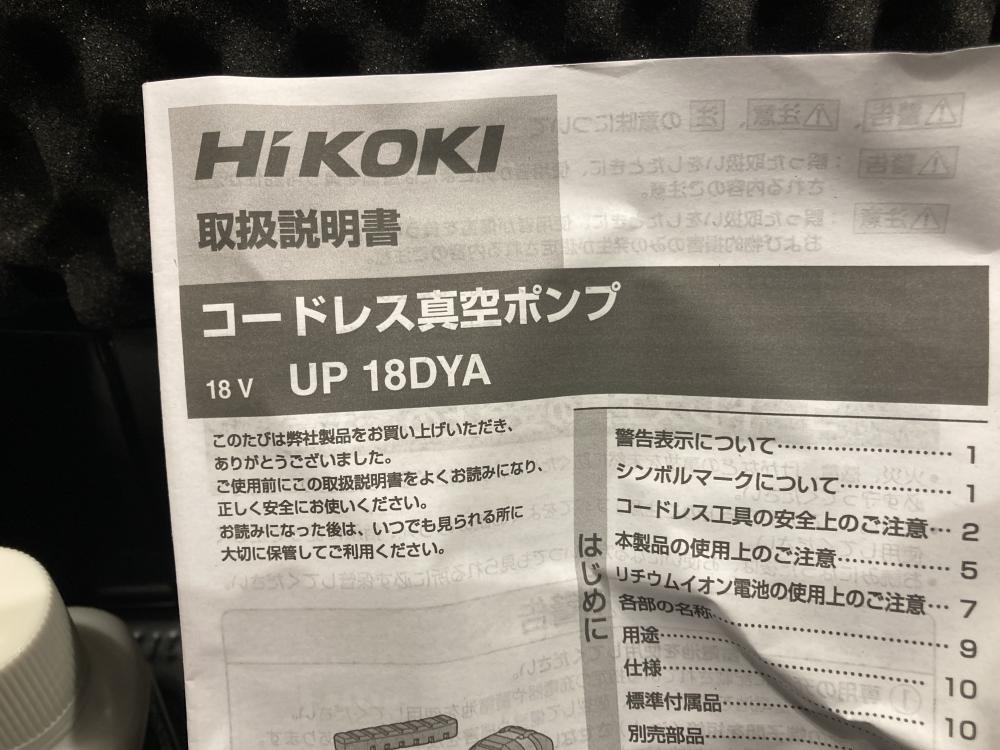 HiKOKI
取扱説明書
コードレス真空ポンプ
18 V UP 18DYA
このたびは弊社製品をお買い上げいただき、
ありがとうございました。
ご使用前にこの取扱説明書をよくお読みになり、
正しく安全にお使いください。
お読みになった後は、いつでも見られる所に
大切に保管してご利用ください。
はじめに
警告表示について………………… 1
シンボルマークについて………… 1
コードレス工具の安全上のご注意… 2
本製品の使用上のご注意………… 5
リチウムイオン電池の使用上のご注意… 7
各部の名称………………………… 9
用途………………………………… 10
仕様………………………………… 10
標準付属品
別売部品